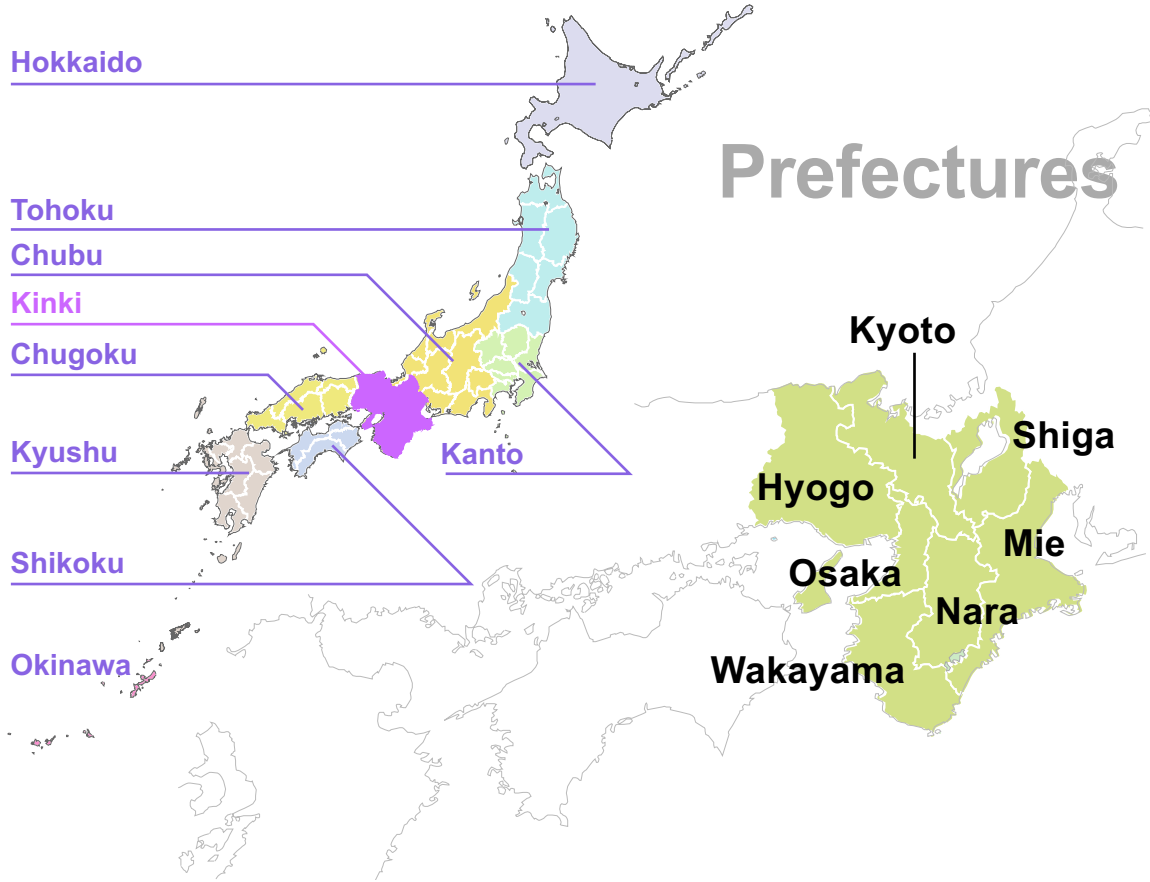 Hokkaido
Prefectures
Tohoku
Chubu
Kinki
Kyoto
Chugoku
Shiga
Kyushu
Kanto
Hyogo
Mie
Shikoku
Osaka
Nara
Okinawa
Wakayama